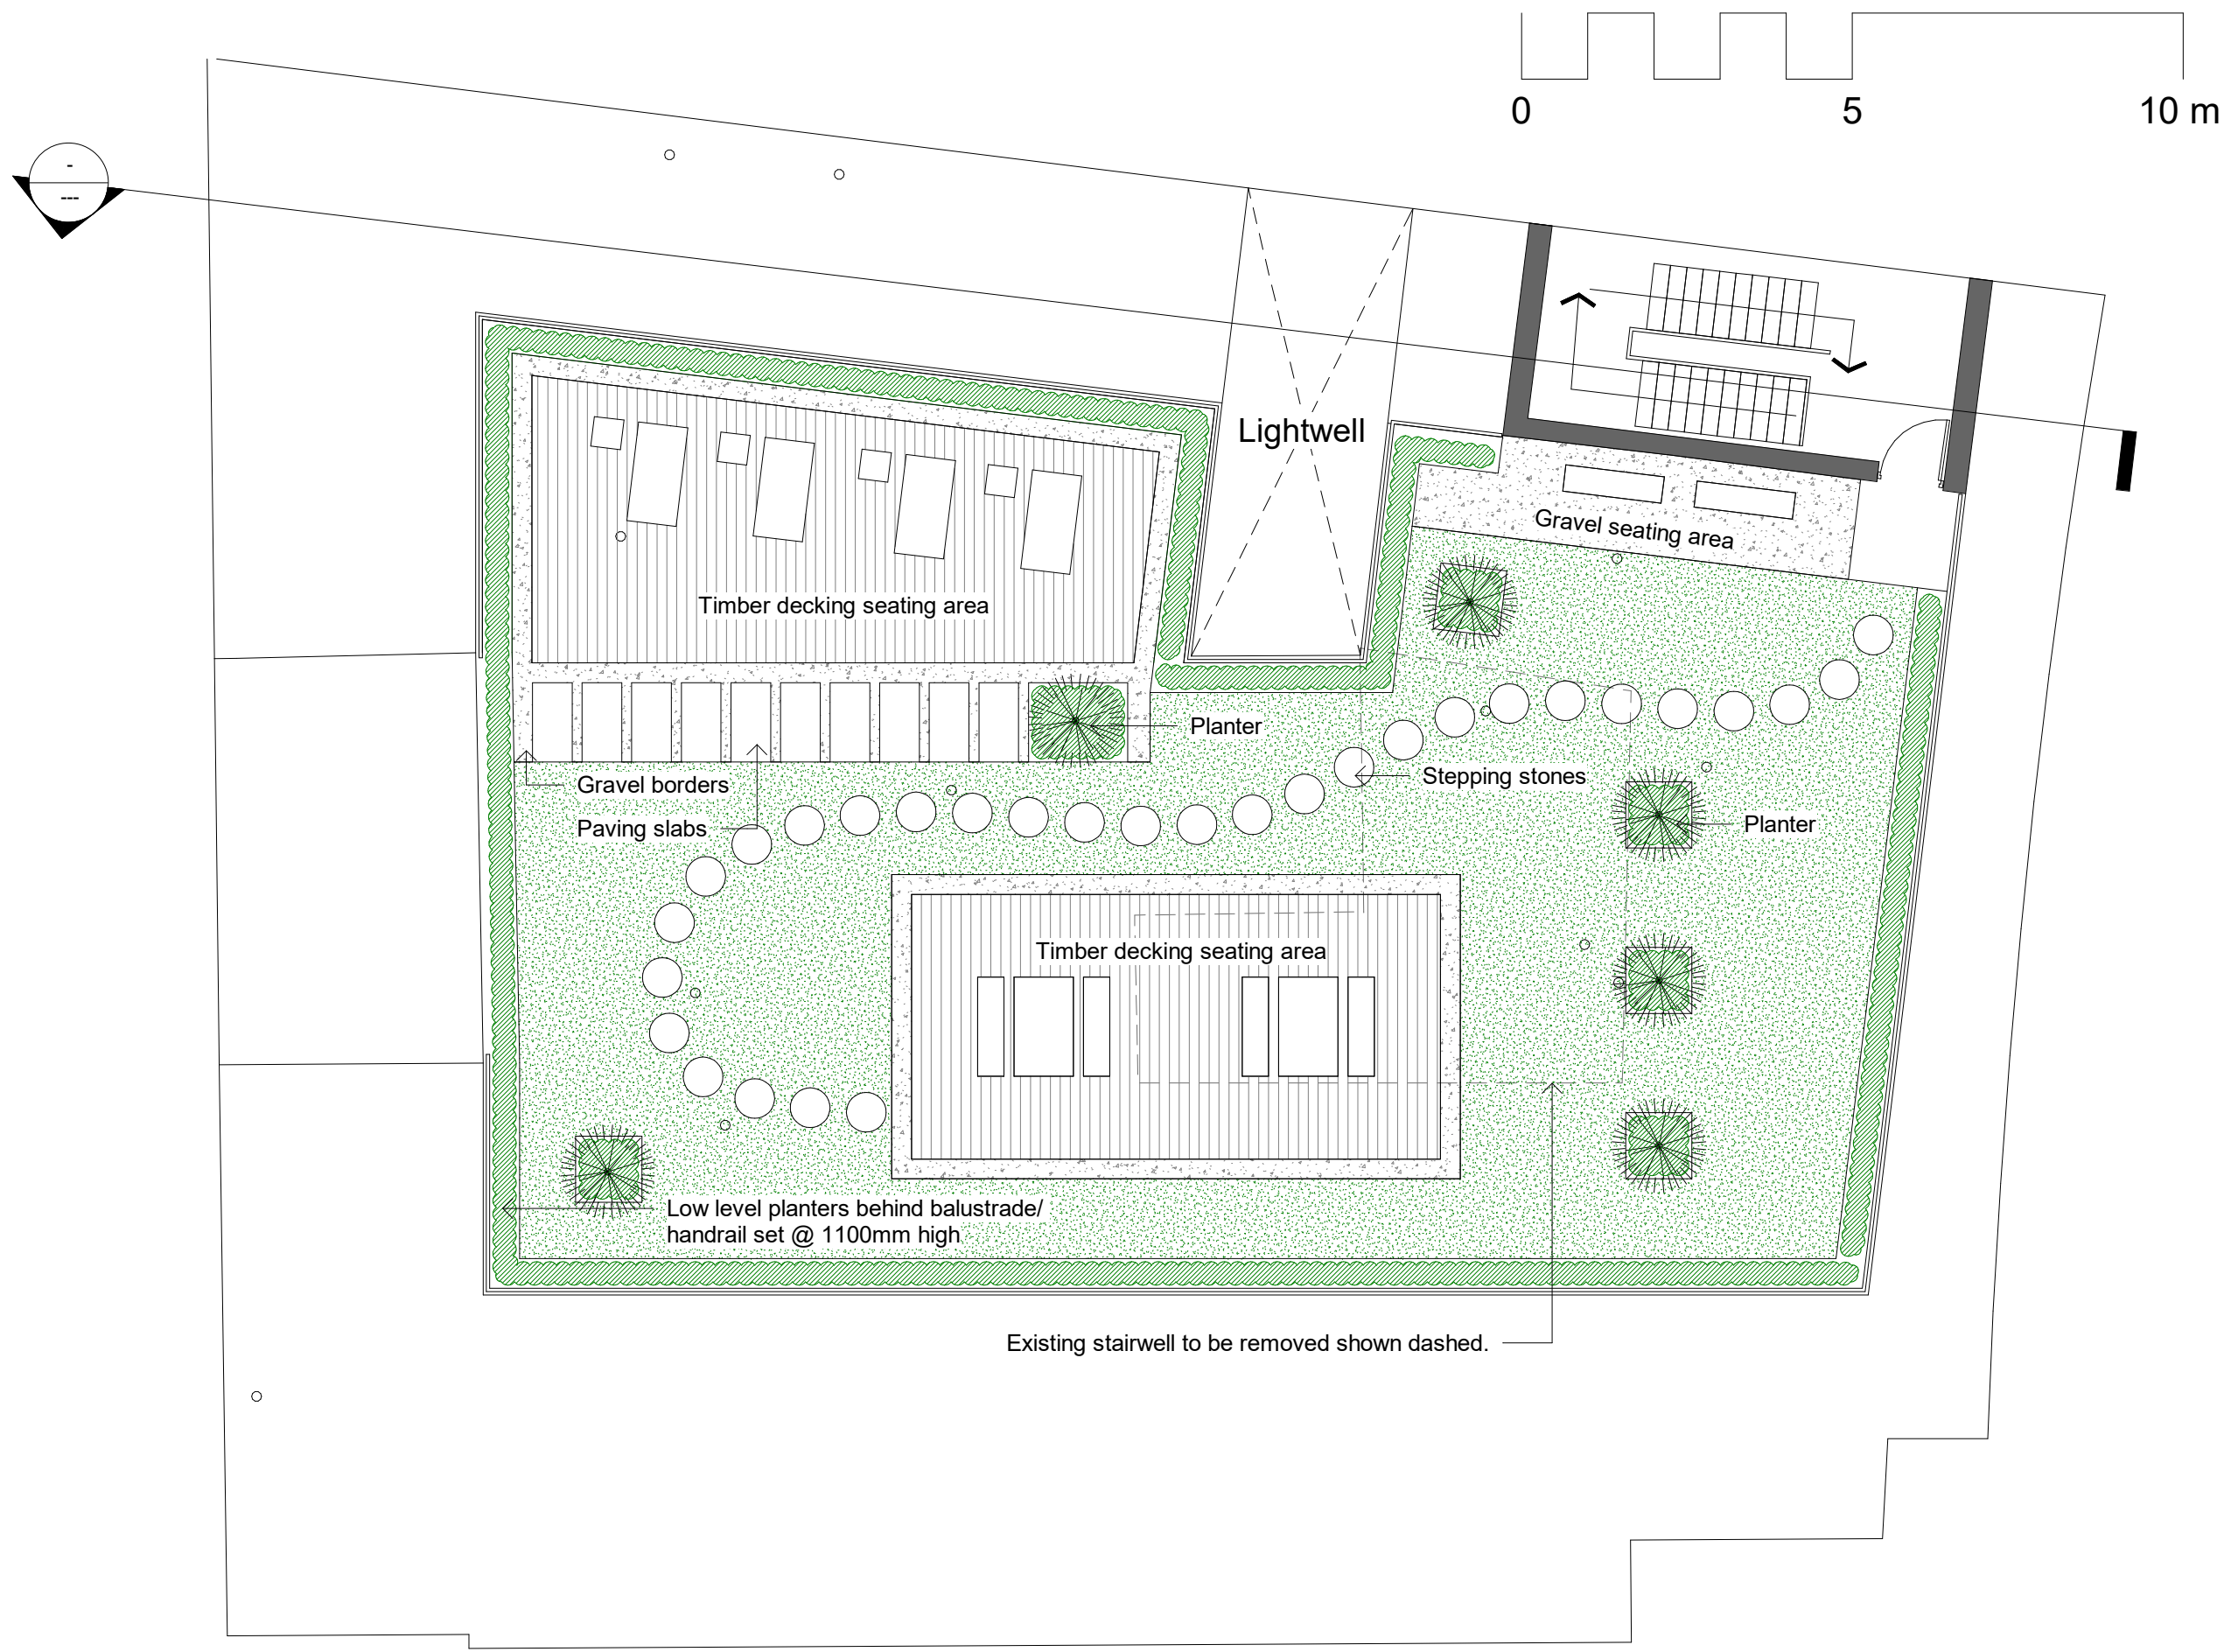 0 5 10 m
-
---
Lightwell
Gravel seating area
Timber decking seating area
Planter
Stepping stones
Gravel borders
Paving slabs
Planter
Timber decking seating area
Low level planters behind balustrade/
handrail set @ 1100mm high
Existing stairwell to be removed shown dashed.